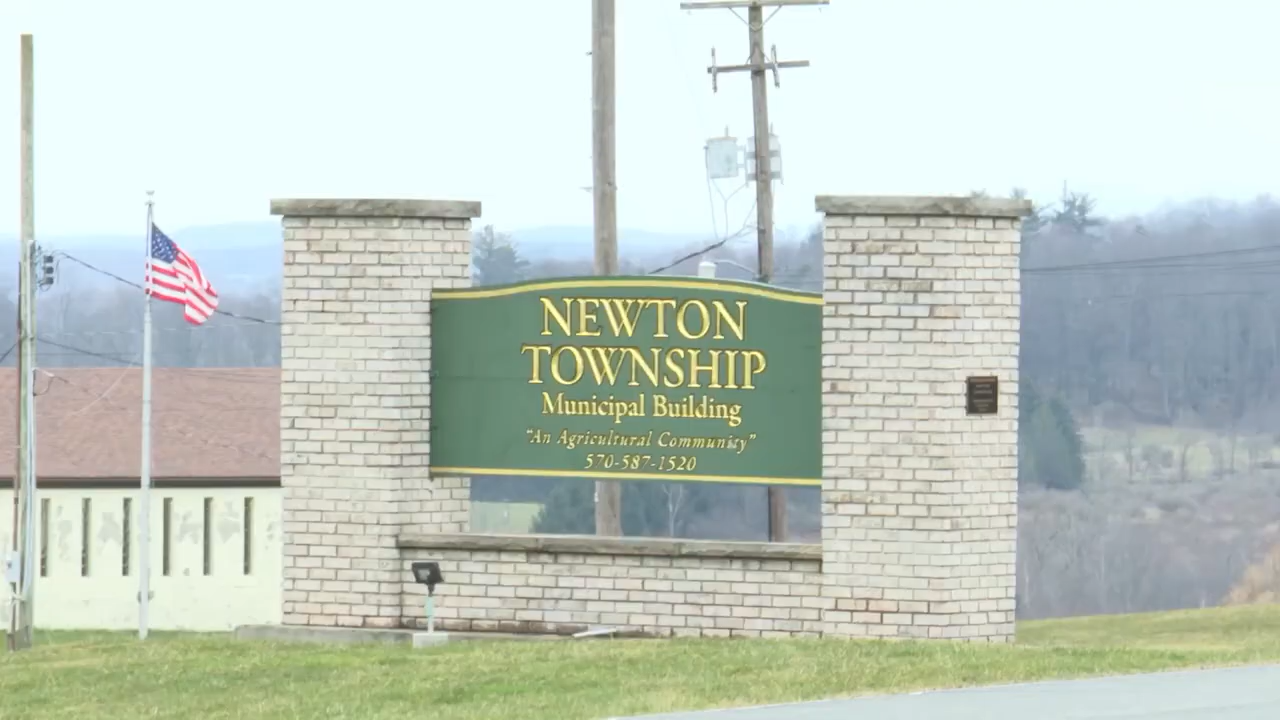 NEWTON
TOWNSHIP
Municipal Building
"An Agricultural Community"
570-587-1520